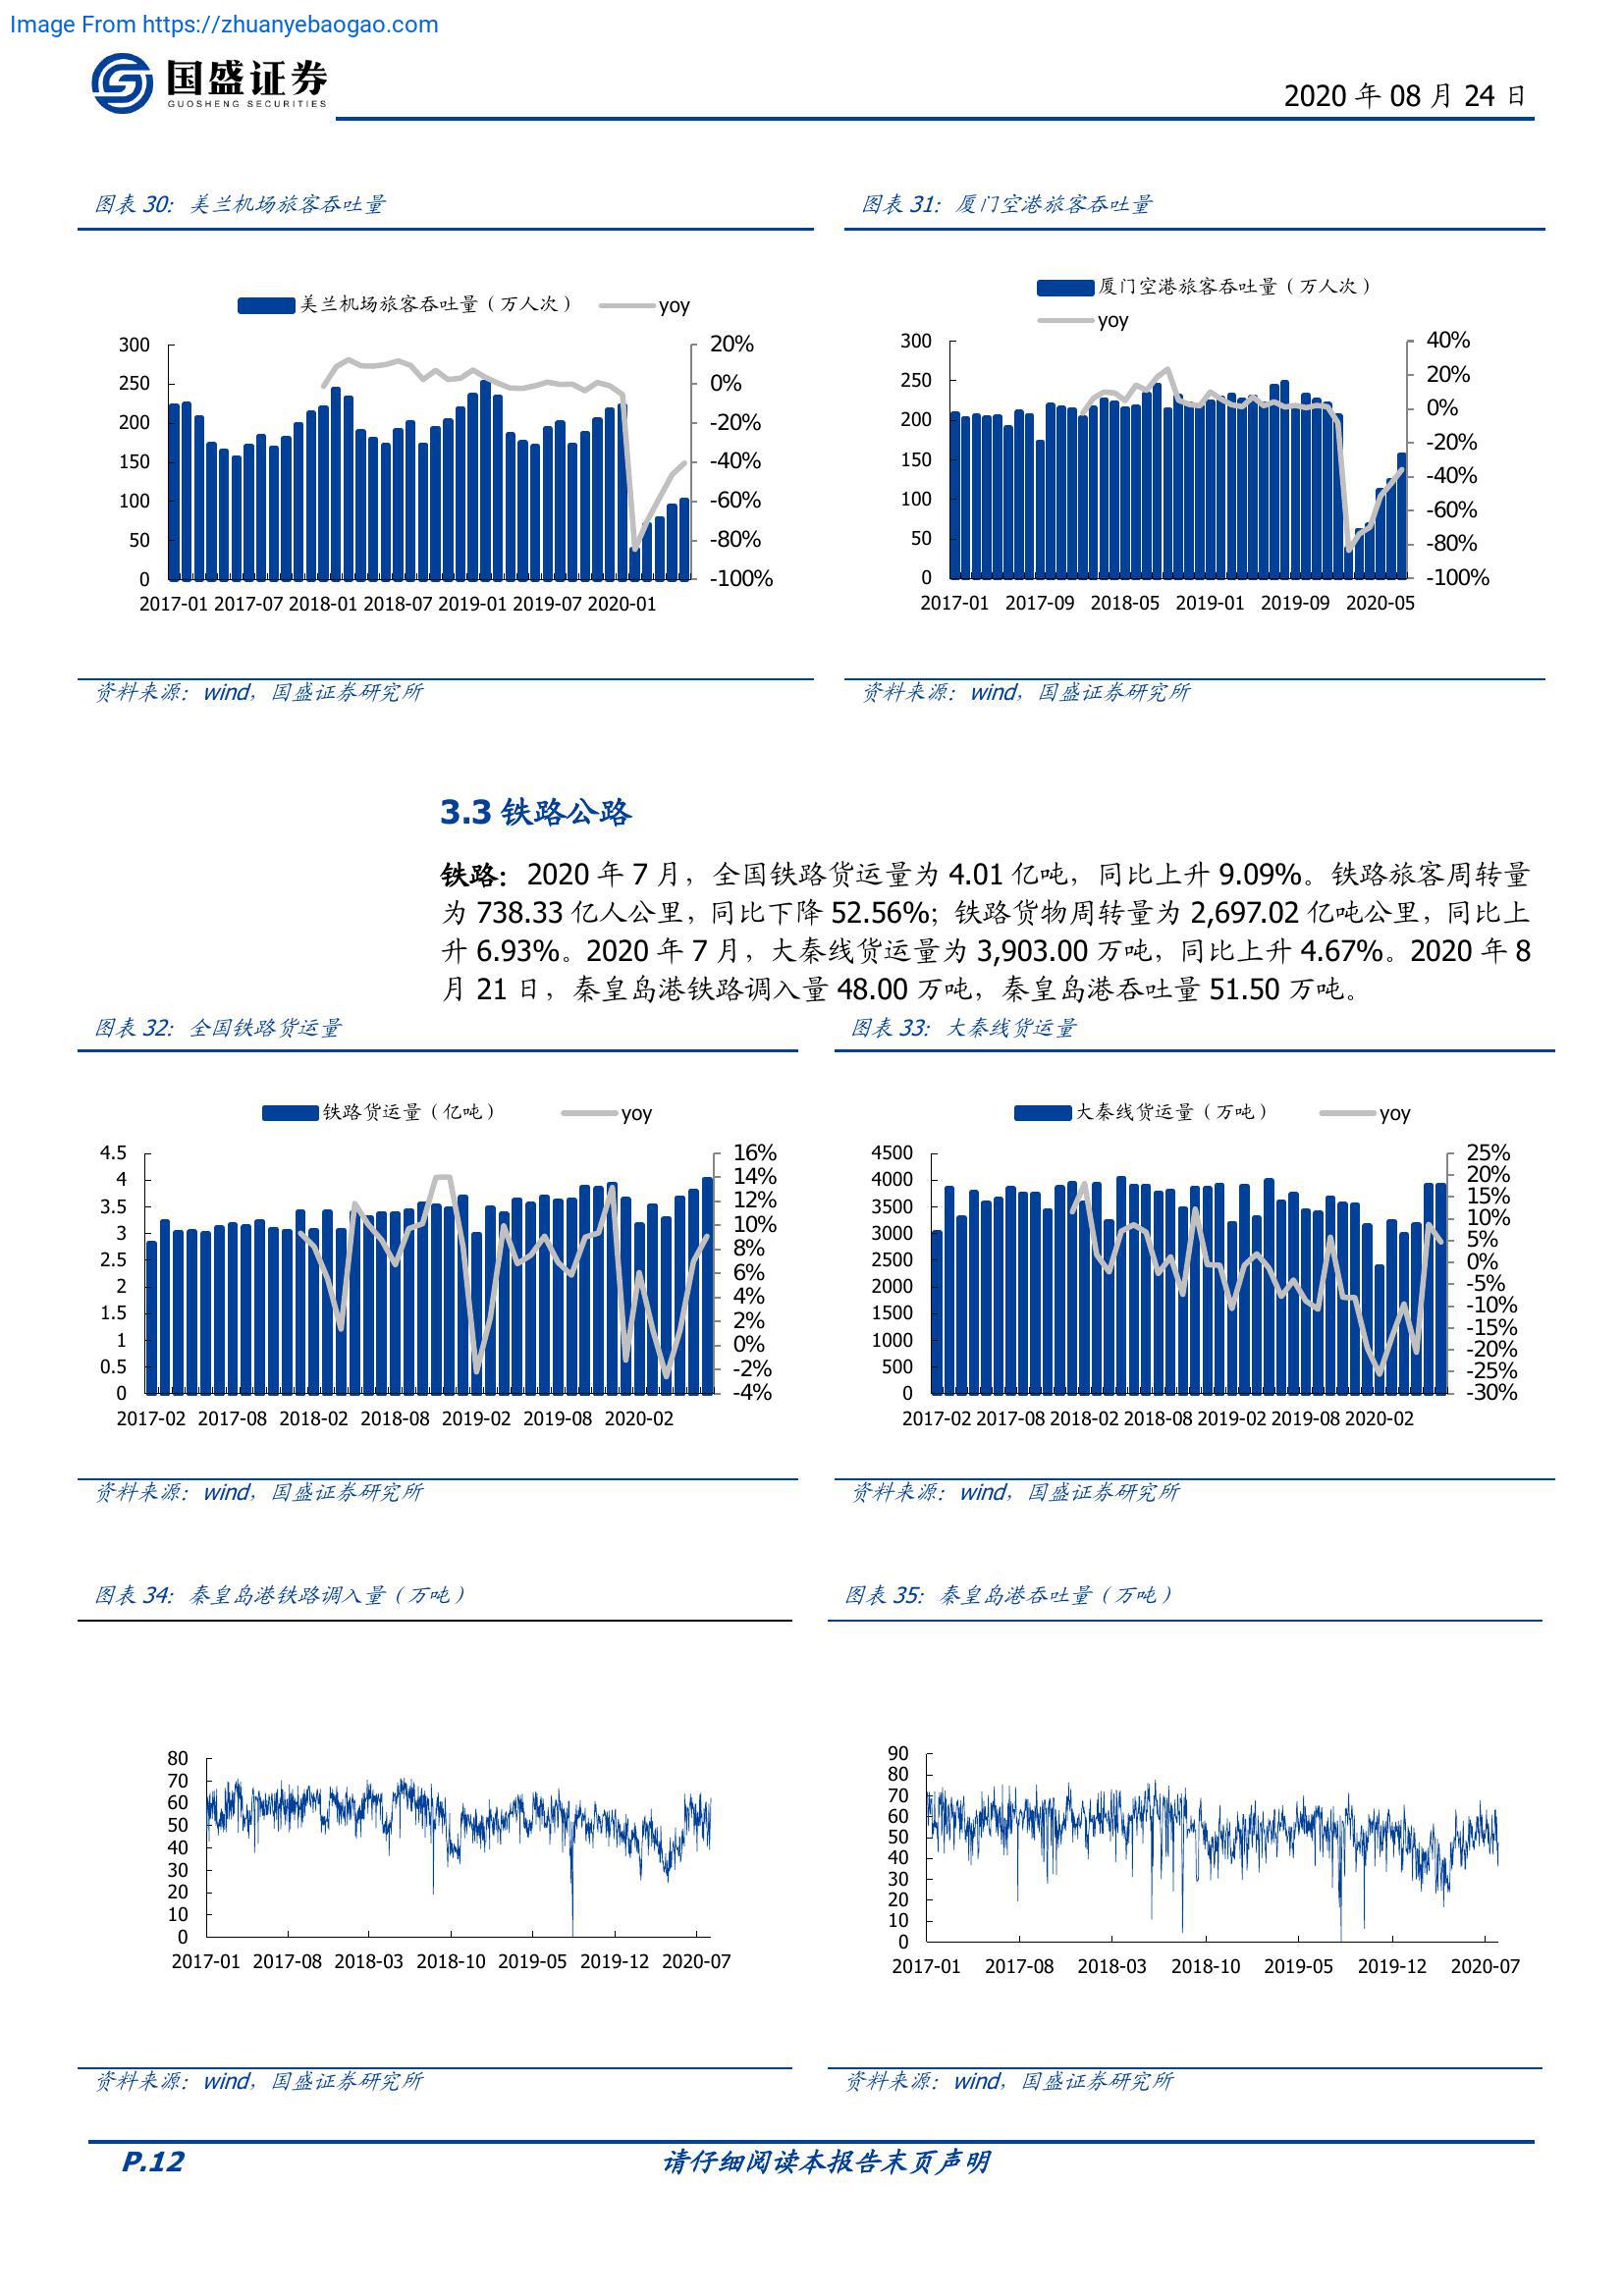 Image From https://zhuanyebaogao.com
国盛证券
GUOSHENG SECURITIES
2020 年 08 月 24 日
图表 30：美兰机场旅客吞吐量
美兰机场旅客吞吐量（万人次） yoy
300
250
200
150
100
50
0
20%
0%
-20%
-40%
-60%
-80%
-100%
2017-01 2017-07 2018-01 2018-07 2019-01 2019-07 2020-01
资料来源：wind，国盛证券研究所
图表 31：厦门空港旅客吞吐量
厦门空港旅客吞吐量（万人次）
yoy
300
250
200
150
100
50
0
40%
20%
0%
-20%
-40%
-60%
-80%
-100%
2017-01 2017-09 2018-05 2019-01 2019-09 2020-05
资料来源：wind，国盛证券研究所
3.3 铁路公路
铁路：2020 年 7 月，全国铁路货运量为 4.01 亿吨，同比上升 9.09%。铁路旅客周转量
为 738.33 亿人公里，同比下降 52.56%；铁路货物周转量为 2,697.02 亿吨公里，同比上
升 6.93%。2020 年 7 月，大秦线货运量为 3,903.00 万吨，同比上升 4.67%。2020 年 8
月 21 日，秦皇岛港铁路调入量 48.00 万吨，秦皇岛港吞吐量 51.50 万吨。
图表 32：全国铁路货运量
铁路货运量（亿吨） yoy
4.5
4
3.5
3
2.5
2
1.5
1
0.5
0
16%
14%
12%
10%
8%
6%
4%
2%
0%
-2%
-4%
2017-02 2017-08 2018-02 2018-08 2019-02 2019-08 2020-02
资料来源：wind，国盛证券研究所
图表 33：大秦线货运量
大秦线货运量（万吨） yoy
4500
4000
3500
3000
2500
2000
1500
1000
500
0
25%
20%
15%
10%
5%
0%
-5%
-10%
-15%
-20%
-25%
-30%
2017-02 2017-08 2018-02 2018-08 2019-02 2019-08 2020-02
资料来源：wind，国盛证券研究所
图表 34：秦皇岛港铁路调入量（万吨）
80
70
60
50
40
30
20
10
0
2017-01 2017-08 2018-03 2018-10 2019-05 2019-12 2020-07
资料来源：wind，国盛证券研究所
图表 35：秦皇岛港吞吐量（万吨）
90
80
70
60
50
40
30
20
10
0
2017-01 2017-08 2018-03 2018-10 2019-05 2019-12 2020-07
资料来源：wind，国盛证券研究所
P.12
请仔细阅读本报告末页声明